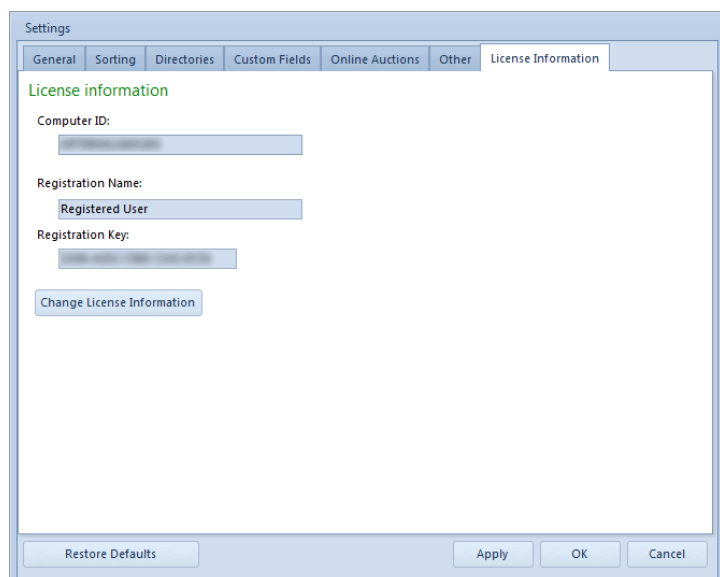 Settings
General Sorting Directories Custom Fields Online Auctions Other License Information
License information
Computer ID:
Registration Name:
Registered User
Registration Key:
Change License Information
Restore Defaults Apply OK Cancel